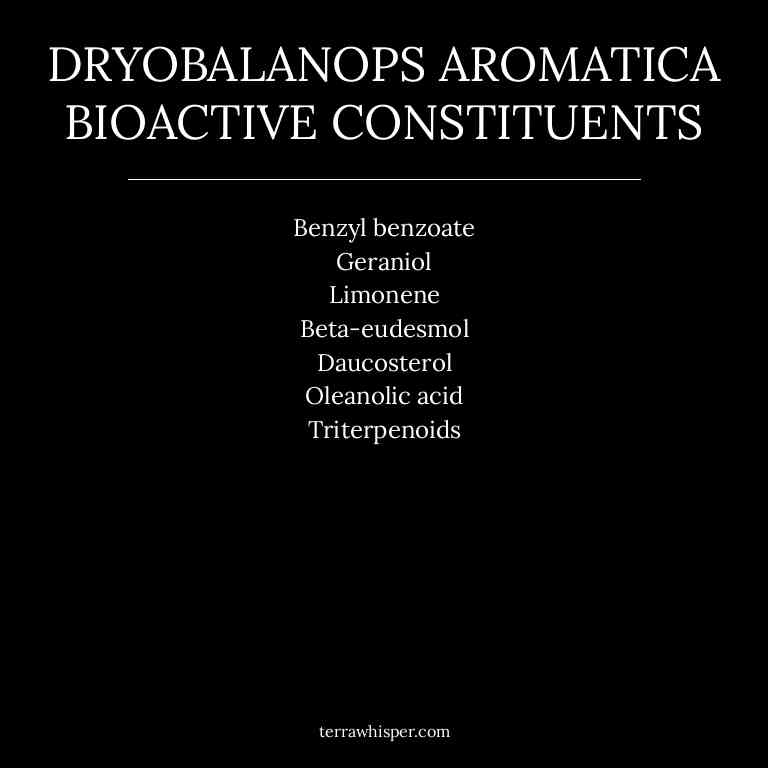 DRYOBALANOPS AROMATICA
BIOACTIVE CONSTITUENTS
Benzyl benzoate
Geraniol
Limonene
Beta-eudesmol
Daucosterol
Oleanolic acid
Triterpenoids
terrawhisper.com